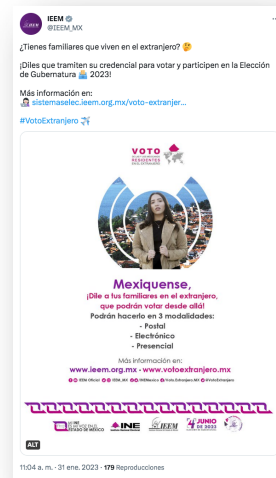 IEEM
@IEEM_MX
¿Tienes familiares que viven en el extranjero? 🤔
¡Diles que tramiten su credencial para votar y participen en la Elección
de Gubernatura 🗳 2023!
Más información en:
sistemaselec.ieem.org.mx/voto-extranjer...
#VotoExtranjero ✈️
VOTO
RESIDENTES
Mexiquense,
¡Dile a tus familiares en el extranjero,
que podrán votar desde allá!
Podrán hacerlo en 3 modalidades:
- Postal
- Electrónico
- Presencial
Más información en:
www.ieem.org.mx - www.votoextranjero.mx
ALT
INE
IEEM
4 JUNIO
DE 2023
11:04 a. m. · 31 ene. 2023 · 179 Reproducciones